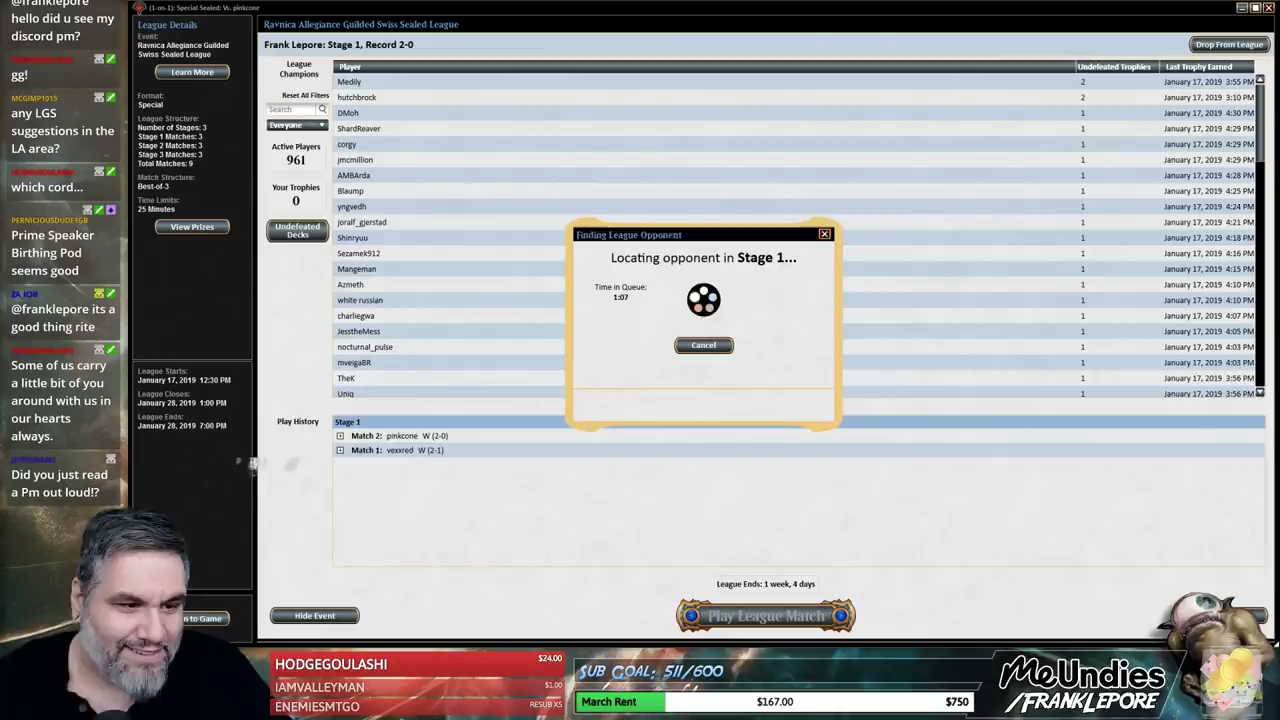 @franklepore
hello did see my
discord pm?
gg!
MCGIMP1015
any LGS
suggestions in the
LA area?
which cord...
PERNICIOUSDUDE1GB
Prime Speaker
Birthing Pod
seems good
ZA_ICHI
@franklepore its a
good thing rite
Some of us carry
a little bit of you
around with us in
our hearts
always.
Did you just read
a Pm out loud!?
(1-on-1): Special Sealed: Vs. pinkcone
League Details
Event:
Ravnica Allegiance Guilded
Swiss Sealed League
Learn More
Format:
Special
League Structure:
Number of Stages: 3
Stage 1 Matches: 3
Stage 2 Matches: 3
Stage 3 Matches: 3
Total Matches: 9
Match Structure:
Best-of-3
Time Limits:
25 Minutes
View Prizes
League Starts:
January 17, 2019 12:30 PM
League Closes:
January 28, 2019 1:00 PM
League Ends:
January 28, 2019 7:00 PM
n to Game
Ravnica Allegiance Guilded Swiss Sealed League
Frank Lepore: Stage 1, Record 2-0
Drop From League
League
Champions
Reset All Filters
Search
Everyone
Active Players
961
Your Trophies
0
Undefeated
Decks
Player Undefeated Trophies Last Trophy Earned
Medily 2 January 17, 2019 3:55 PM
hutchbrock 2 January 17, 2019 3:10 PM
DMoh 1 January 17, 2019 4:30 PM
ShardReaver 1 January 17, 2019 4:29 PM
corgy 1 January 17, 2019 4:29 PM
jmcmillion 1 January 17, 2019 4:29 PM
AMBArda 1 January 17, 2019 4:28 PM
Blaump 1 January 17, 2019 4:25 PM
yngvedh 1 January 17, 2019 4:24 PM
joralf_gjerstad 1 January 17, 2019 4:21 PM
Shinryuu 1 January 17, 2019 4:18 PM
Sezamek912 1 January 17, 2019 4:16 PM
Mangeman 1 January 17, 2019 4:15 PM
Azmeth 1 January 17, 2019 4:10 PM
white russian 1 January 17, 2019 4:10 PM
charliegwa 1 January 17, 2019 4:07 PM
JesstheMess 1 January 17, 2019 4:05 PM
nocturnal_pulse 1 January 17, 2019 4:03 PM
mveigaBR 1 January 17, 2019 4:03 PM
TheK 1 January 17, 2019 3:56 PM
Uniq 1 January 17, 2019 3:56 PM
Finding League Opponent
Locating opponent in Stage 1...
Time in Queue:
1:07
Cancel
Play History
Stage 1
Match 2: pinkcone W (2-0)
Match 1: vexxred W (2-1)
League Ends: 1 week, 4 days
Hide Event
Play League Match
HODGEGOULASHI $24.00
IAMVALLEYMAN $1.00
ENEMIESMTGO RESUB X5
SUB GOAL: 511/600
March Rent $167.00 $750
MeUndies
FRANKLEPORE